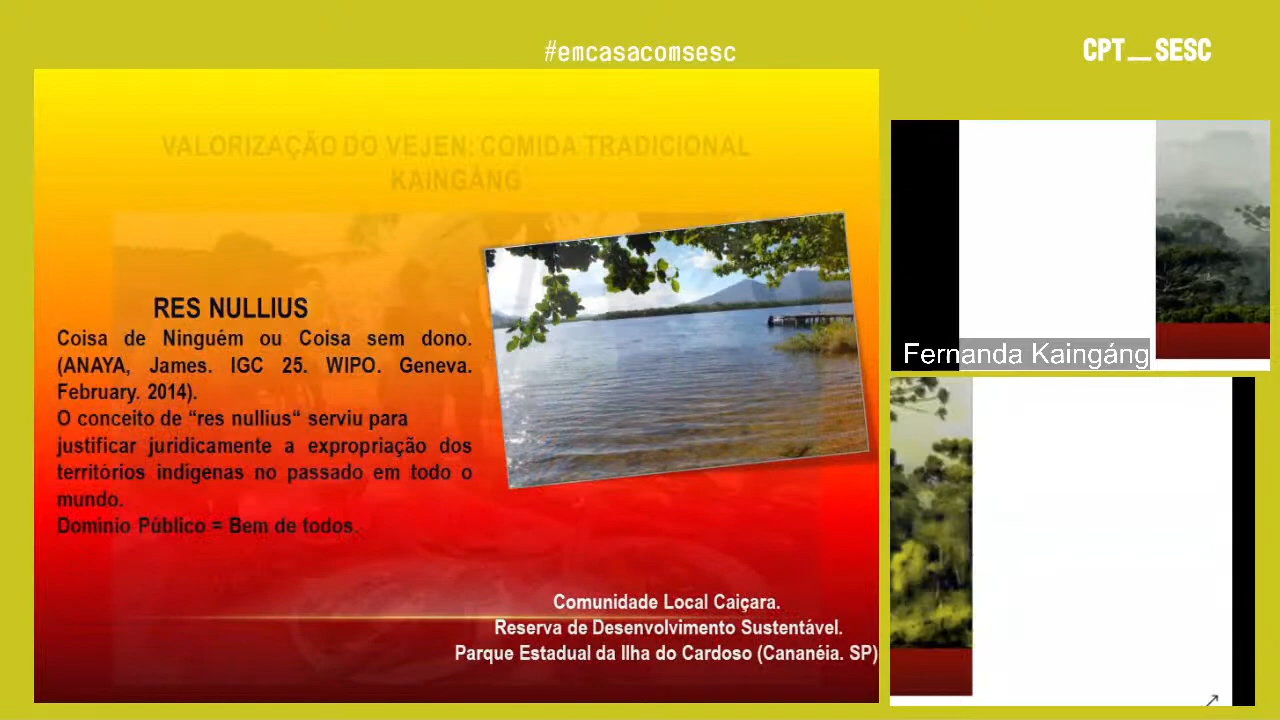 #emcasacomsesc
CPT_SESC
VALORIZAÇÃO DO VEJEN: COMIDA TRADICIONAL
KAINGÁNG
RES NULLIUS
Coisa de Ninguém ou Coisa sem dono.
(ANAYA, James. IGC 25. WIPO. Geneva.
February. 2014).
O conceito de “res nullius“ serviu para
justificar juridicamente a expropriação dos
territórios indígenas no passado em todo o
mundo.
Domínio Público = Bem de todos.
Comunidade Local Caiçara.
Reserva de Desenvolvimento Sustentável.
Parque Estadual da Ilha do Cardoso (Cananéia. SP)
Fernanda Kaingáng